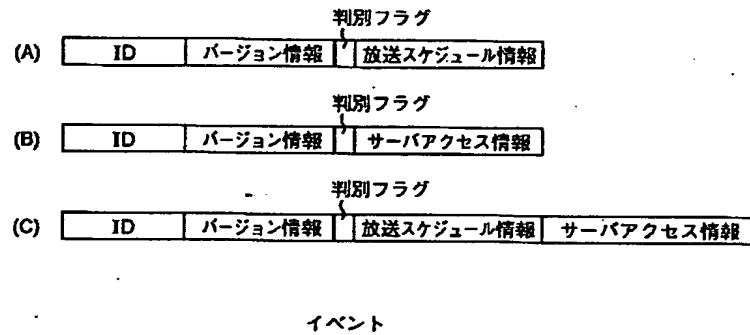 判別フラグ
(A) ID バージョン情報 放送スケジュール情報
判別フラグ
(B) ID バージョン情報 サーバアクセス情報
判別フラグ
(C) ID バージョン情報 放送スケジュール情報 サーバアクセス情報
イベント